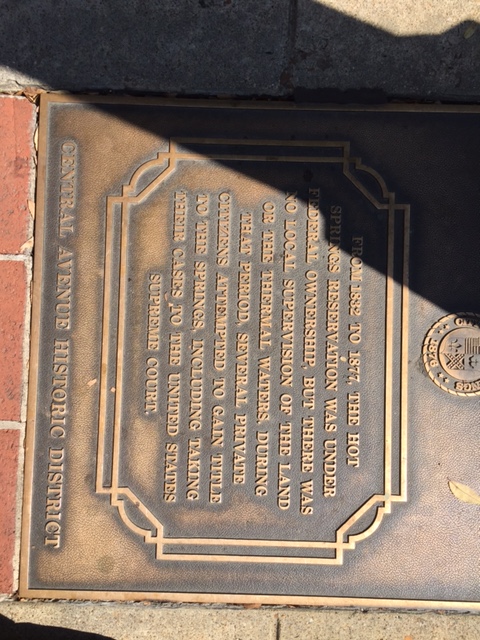 FROM 1832 TO 1877, THE HOT
SPRINGS RESERVATION WAS UNDER
FEDERAL OWNERSHIP, BUT THERE WAS
NO LOCAL SUPERVISION OF THE LAND
OR THE THERMAL WATERS. DURING
THAT PERIOD, SEVERAL PRIVATE
CITIZENS ATTEMPTED TO GAIN TITLE
TO THE SPRINGS, INCLUDING TAKING
THEIR CASES TO THE UNITED STATES
SUPREME COURT.
CENTRAL AVENUE HISTORIC DISTRICT